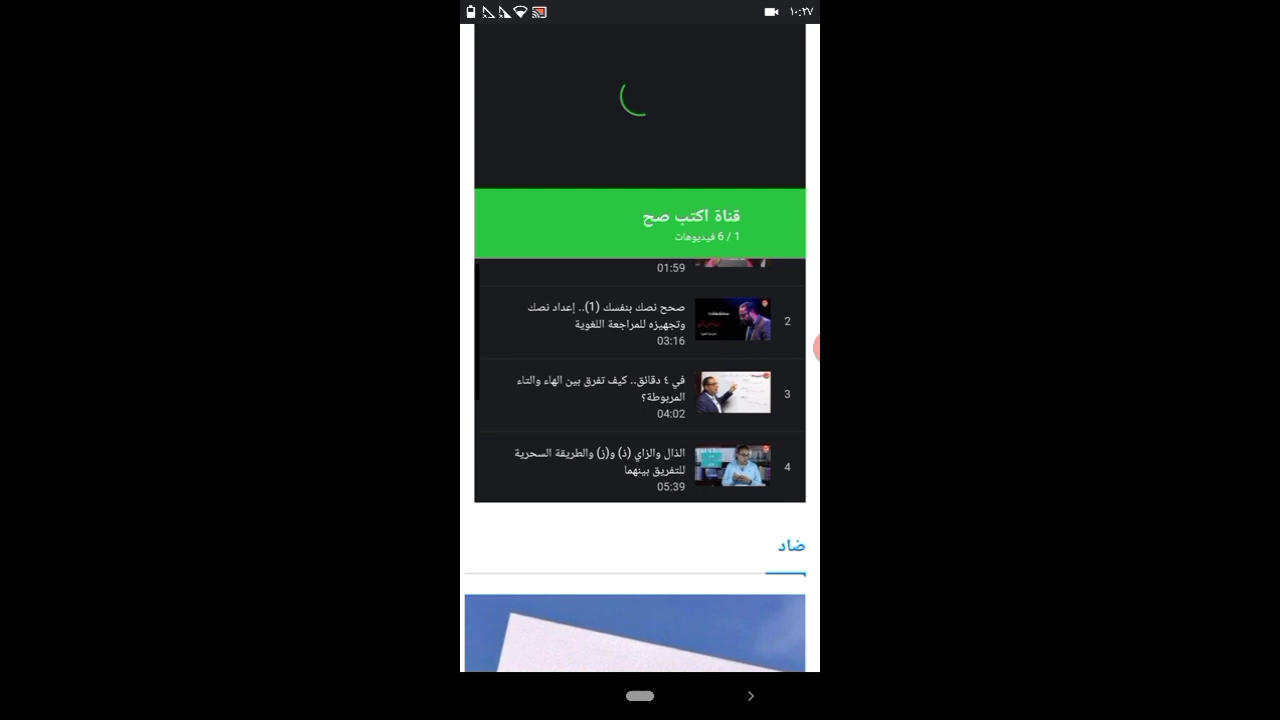 ١٠:٢٧
قناة اكتب صح
1 / 6 فيديوهات
01:59
2
صحح نصك بنفسك (1).. إعداد نصك
وتجهيزه للمراجعة اللغوية
03:16
3
في ٤ دقائق.. كيف تفرق بين الهاء والتاء
المربوطة؟
04:02
4
الذال والزاي (ذ) و(ز) والطريقة السحرية
للتفريق بينهما
05:39
ضاد